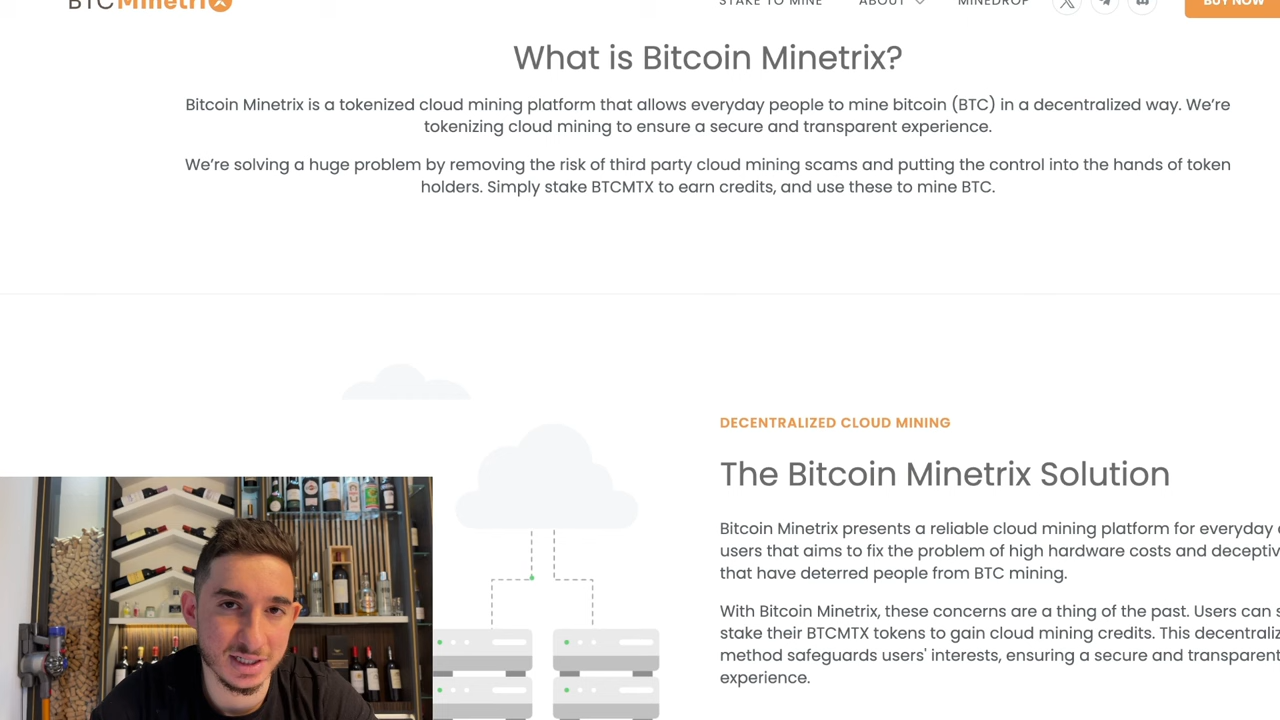 BTCMinetrix
STAKE TO MINE ABOUT MINEDROP BUY NOW
What is Bitcoin Minetrix?
Bitcoin Minetrix is a tokenized cloud mining platform that allows everyday people to mine bitcoin (BTC) in a decentralized way. We’re
tokenizing cloud mining to ensure a secure and transparent experience.
We’re solving a huge problem by removing the risk of third party cloud mining scams and putting the control into the hands of token
holders. Simply stake BTCMTX to earn credits, and use these to mine BTC.
DECENTRALIZED CLOUD MINING
The Bitcoin Minetrix Solution
Bitcoin Minetrix presents a reliable cloud mining platform for everyday
users that aims to fix the problem of high hardware costs and
that have deterred people from BTC mining.
With Bitcoin Minetrix, these concerns are a thing of the past. Users can
stake their BTCMTX tokens to gain cloud mining credits. This
method safeguards users' interests, ensuring a secure and transparent
experience.